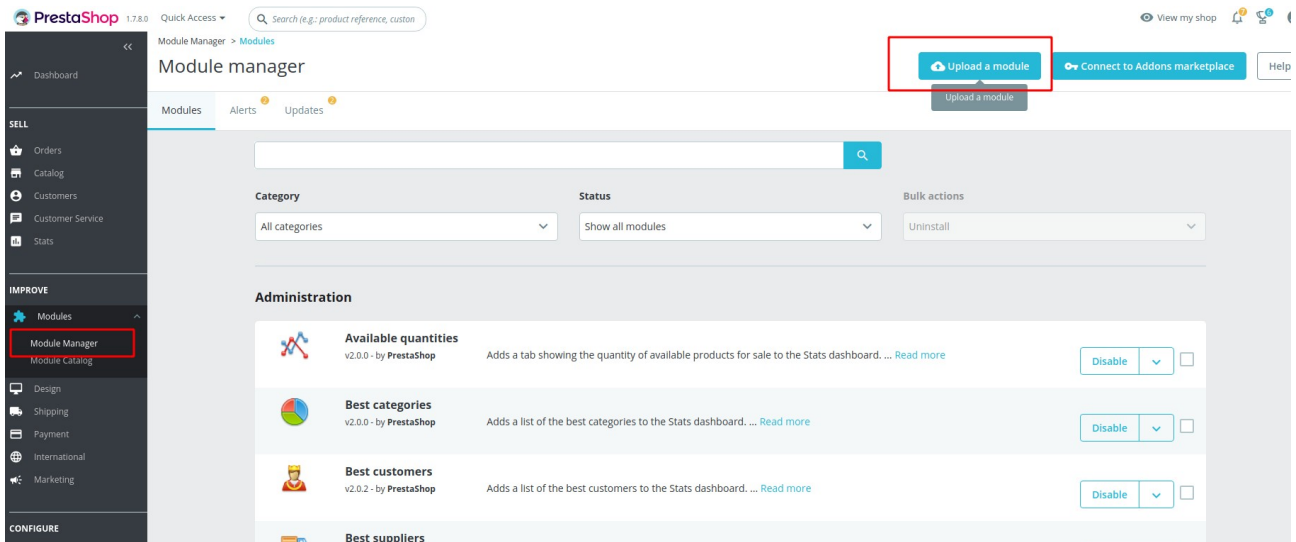 PrestaShop 1.7.8.0 Quick Access Search (e.g.: product reference, custon View my shop 2 6
Module Manager > Modules
Module manager
Upload a module
Connect to Addons marketplace
Help
Upload a module
Modules Alerts 2 Updates 2
Dashboard
SELL
Orders
Catalog
Customers
Customer Service
Stats
IMPROVE
Modules
Module Manager
Module Catalog
Design
Shipping
Payment
International
Marketing
CONFIGURE
Category Status Bulk actions
All categories Show all modules Uninstall
Administration
Available quantities
v2.0.0 - by PrestaShop Adds a tab showing the quantity of available products for sale to the Stats dashboard. ... Read more Disable
Best categories
v2.0.0 - by PrestaShop Adds a list of the best categories to the Stats dashboard. ... Read more Disable
Best customers
v2.0.2 - by PrestaShop Adds a list of the best customers to the Stats dashboard. ... Read more Disable
Best suppliers